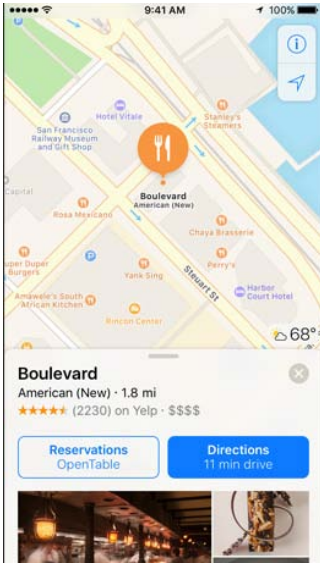 9:41 AM
100%
Hotel Vitale
Stanley's
Steamers
San Francisco
Railway Museum
and Gift Shop
Capital
Boulevard
American (New)
Rosa Mexicano
Chaya Brasserie
uper Duper
Burgers
Yank Sing
Perry's
Steuart St
Harbor
Court Hotel
Amawele's South
African Kitchen
Rincon Center
68°
Boulevard
American (New) · 1.8 mi
(2230) on Yelp · $$$$
Reservations
OpenTable
Directions
11 min drive